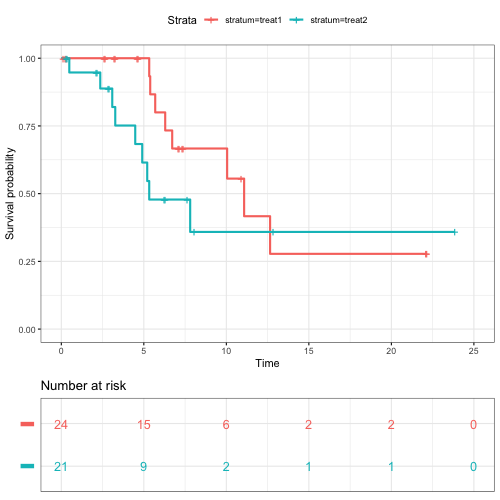 Strata stratum=treat1 stratum=treat2
Survival probability
1.00
0.75
0.50
0.25
0.00
0 5 10 15 20 25
Time
Number at risk
24 15 6 2 2 0
21 9 2 1 1 0